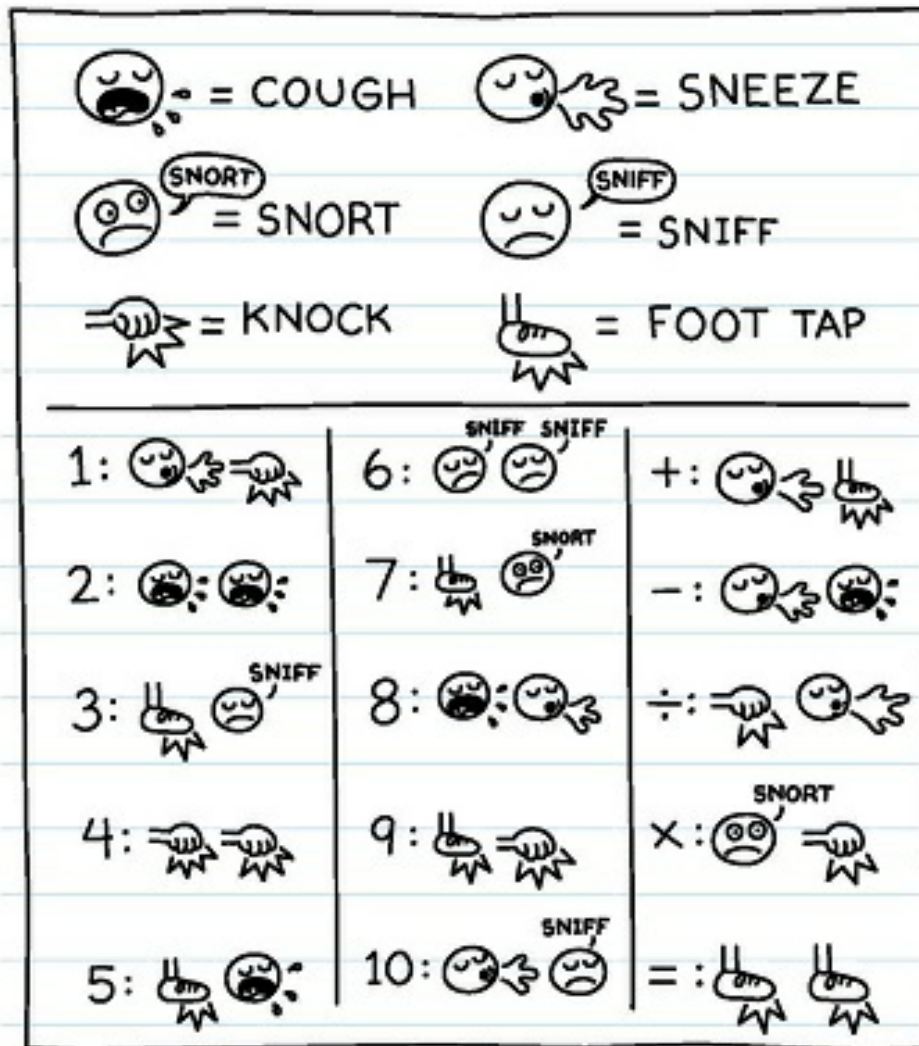 = COUGH
= SNEEZE
SNORT
= SNORT
SNIFF
= SNIFF
= KNOCK
= FOOT TAP
1:
2:
3: SNIFF
4:
5:
6: SNIFF SNIFF
7: SNORT
8:
9:
10: SNIFF
+:
-:
÷:
×: SNORT
=: